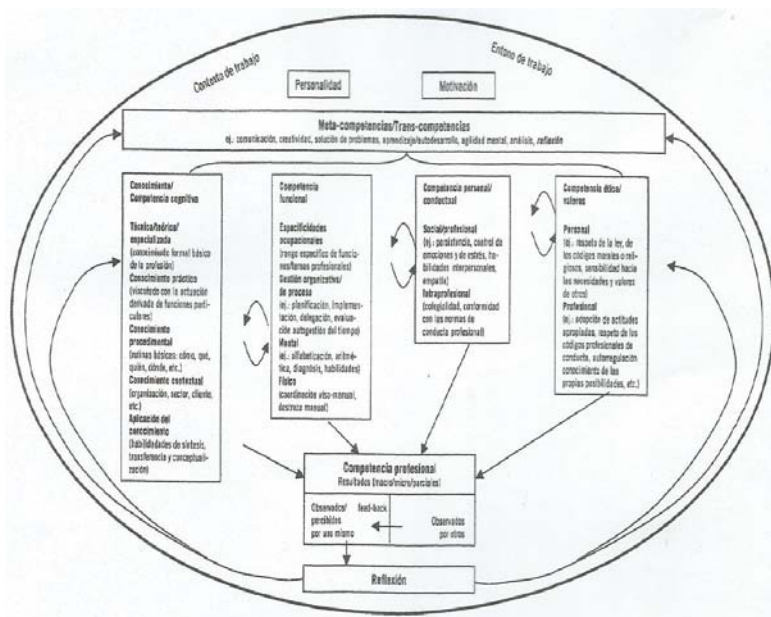 Contexto de trabajo
Entorno de trabajo
Personalidad
Motivación
Meta-competencias/Trans-competencias
ej.: comunicación, creatividad, solución de problemas, aprendizaje/autodesarrollo, agilidad mental, análisis, reflexión
Conocimiento/
Competencia cognitiva
Técnica/teórica/
especializada
(conocimiento formal básico
de la profesión)
Conocimiento práctico
(vinculado con la actuación
derivada de funciones parti-
culares)
Conocimiento
procedimental
(rutinas básicas: cómo, qué,
quién, dónde, etc.)
Conocimiento contextual
(organización, sector, cliente,
etc.)
Aplicación del
conocimiento
(habilidades de síntesis,
transferencia y conceptuali-
zación)
Competencia
funcional
Especificidades
ocupacionales
(rango específico de funcio-
nes/tareas profesionales)
Gestión organizativa/
de proceso
(ej.: planificación, implemen-
tación, delegación, evalua-
ción autogestión del tiempo)
Mental
(ej.: alfabetización, aritmé-
tica, diagnósis, habilidades)
Físico
(coordinación viso-manual,
destreza manual)
Competencia personal/
conductual
Social/profesional
(ej.: persistencia, control de
emociones y de estrés, ha-
bilidades interpersonales,
empatía)
Intraprofesional
(colegialidad, conformidad
con las normas de
conducta profesional)
Competencia ética/
valores
Personal
(ej.: respeto de la ley, de
los códigos morales o reli-
giosos, sensibilidad hacia
las necesidades y valores
de otros)
Profesional
(ej.: adopción de actitudes
apropiadas, respeto de los
códigos profesionales de
conducta, autorregulación
conocimiento de las
propias posibilidades, etc.)
Competencia profesional
Resultados (macro/micro/parciales)
Observados/
percibidos
por uno mismo
feed-back
Observados
por otros
Reflexión